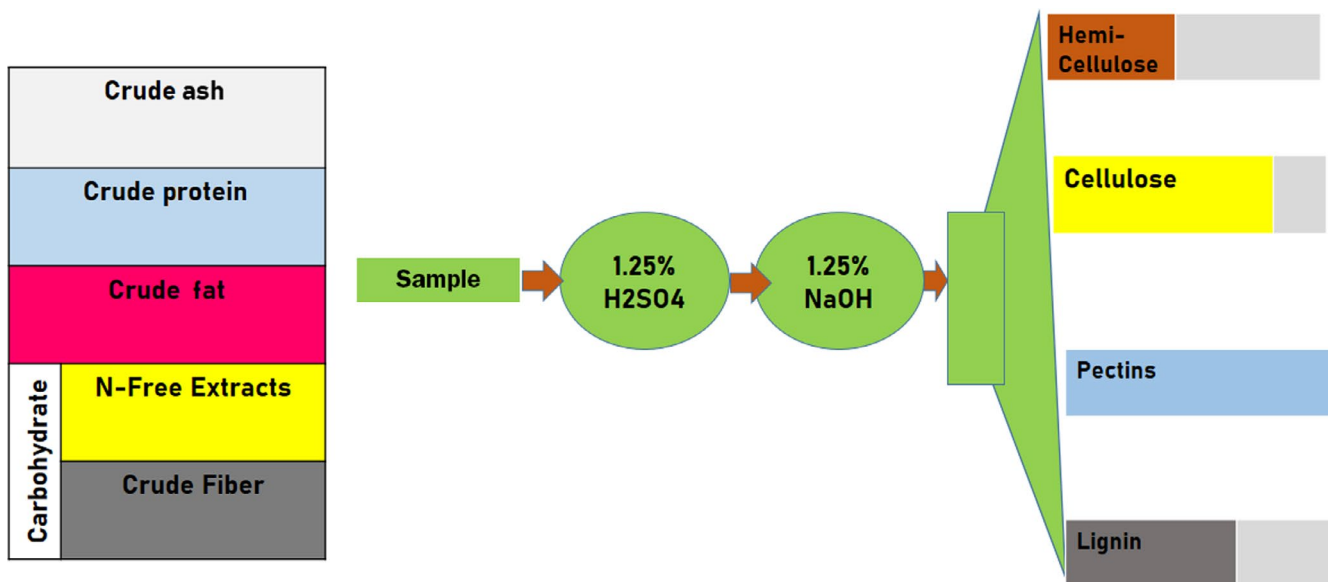 Crude ash
Crude protein
Crude fat
Carbohydrate
N-Free Extracts
Crude Fiber
Sample
1.25%
H2SO4
1.25%
NaOH
Hemi-
Cellulose
Cellulose
Pectins
Lignin